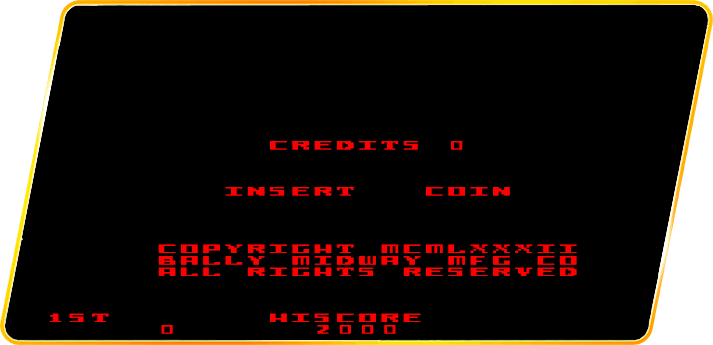 CREDITS 0
INSERT COIN
COPYRIGHT MCMLXXXII
BALLY MIDWAY MFG CO
ALL RIGHTS RESERVED
1ST HISCORE
0 2000